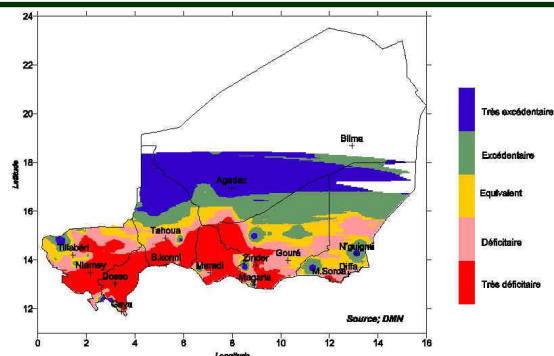 24
22
20
18
16
14
12
Latitude
Bilma
Agadez
Tahoua
Tillabéri
N'guigmi
Niamey
B.konni
Maradi
Zinder
Gouré
Diffa
Dosso
Magaria
M.Soroa
Gaya
Source; DMN
0 2 4 6 8 10 12 14 16
Longitude
Très excédentaire
Excédentaire
Equivalent
Déficitaire
Très déficitaire